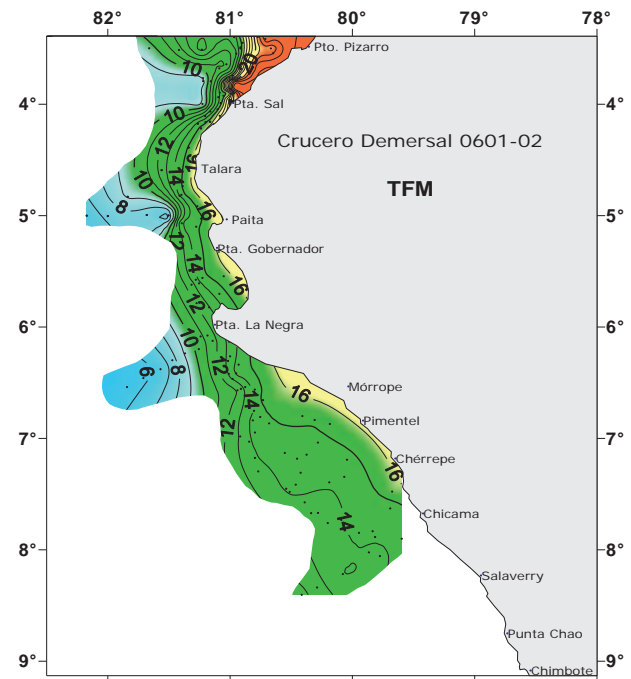 82° 81° 80° 79° 78°
Pto. Pizarro
20
10
4° Pta. Sal 4°
10
Crucero Demersal 0601-02
12
16
Talara
14
10
TFM
8
16
5° Paita 5°
12
Pta. Gobernador
14
16
12
6° Pta. La Negra 6°
10
12
8
6
Mórrope
16
14
Pimentel
12
7° 7°
Chérrepe
16
Chicama
14
8° 8°
Salaverry
Punta Chao
9° 9°
Chimbote